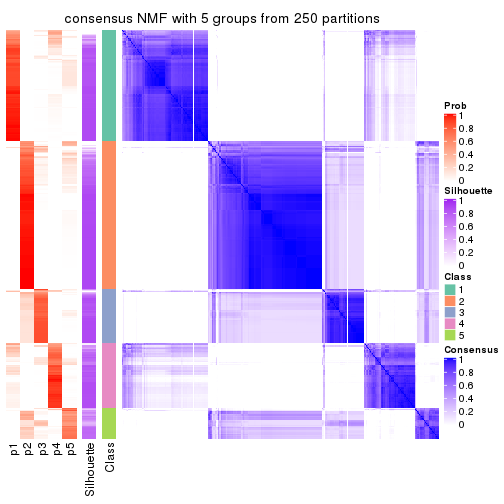 consensus NMF with 5 groups from 250 partitions
Prob
1
0.8
0.6
0.4
0.2
0
Silhouette
1
0.8
0.6
0.4
0.2
0
Class
1
2
3
4
5
Consensus
1
0.8
0.6
0.4
0.2
0
p1
p2
p3
p4
p5
Silhouette
Class